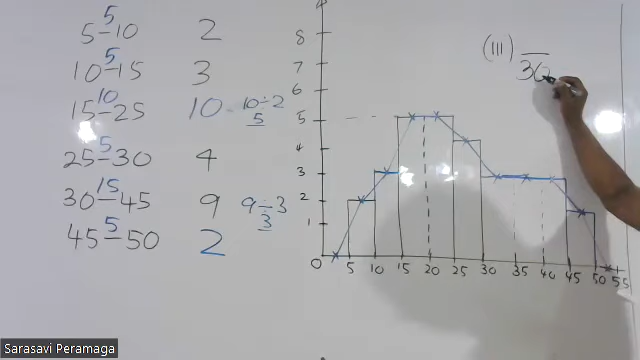 5 - 10 2
5
10 - 15 3
5
15 - 25 10 - 10 ÷ 2
10
5
25 - 30 4
5
30 - 45 9 9 ÷ 3
15
3
45 - 50 2
5
8
7
6
5
4
3
2
1
0 5 10 15 20 25 30 35 40 45 50 55
(III)
30
Sarasavi Peramaga